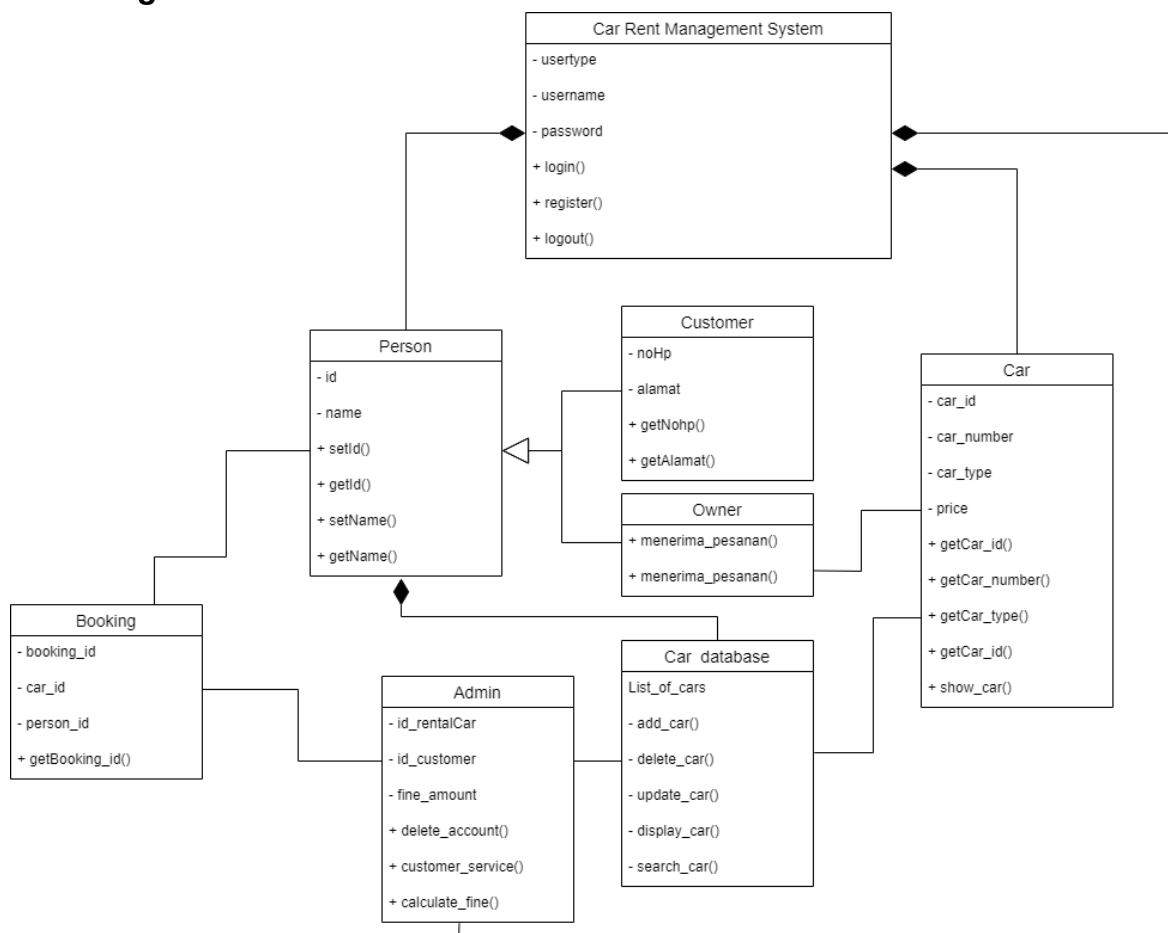 Car Rent Management System
- usertype
- username
- password
+ login()
+ register()
+ logout()
Person
- id
- name
+ setId()
+ getId()
+ setName()
+ getName()
Customer
- noHp
- alamat
+ getNohp()
+ getAlamat()
Owner
+ menerima_pesanan()
+ menerima_pesanan()
Car
- car_id
- car_number
- car_type
- price
+ getCar_id()
+ getCar_number()
+ getCar_type()
+ getCar_id()
+ show_car()
Booking
- booking_id
- car_id
- person_id
+ getBooking_id()
Admin
- id_rentalCar
- id_customer
- fine_amount
+ delete_account()
+ customer_service()
+ calculate_fine()
Car_database
List_of_cars
- add_car()
- delete_car()
- update_car()
- display_car()
- search_car()